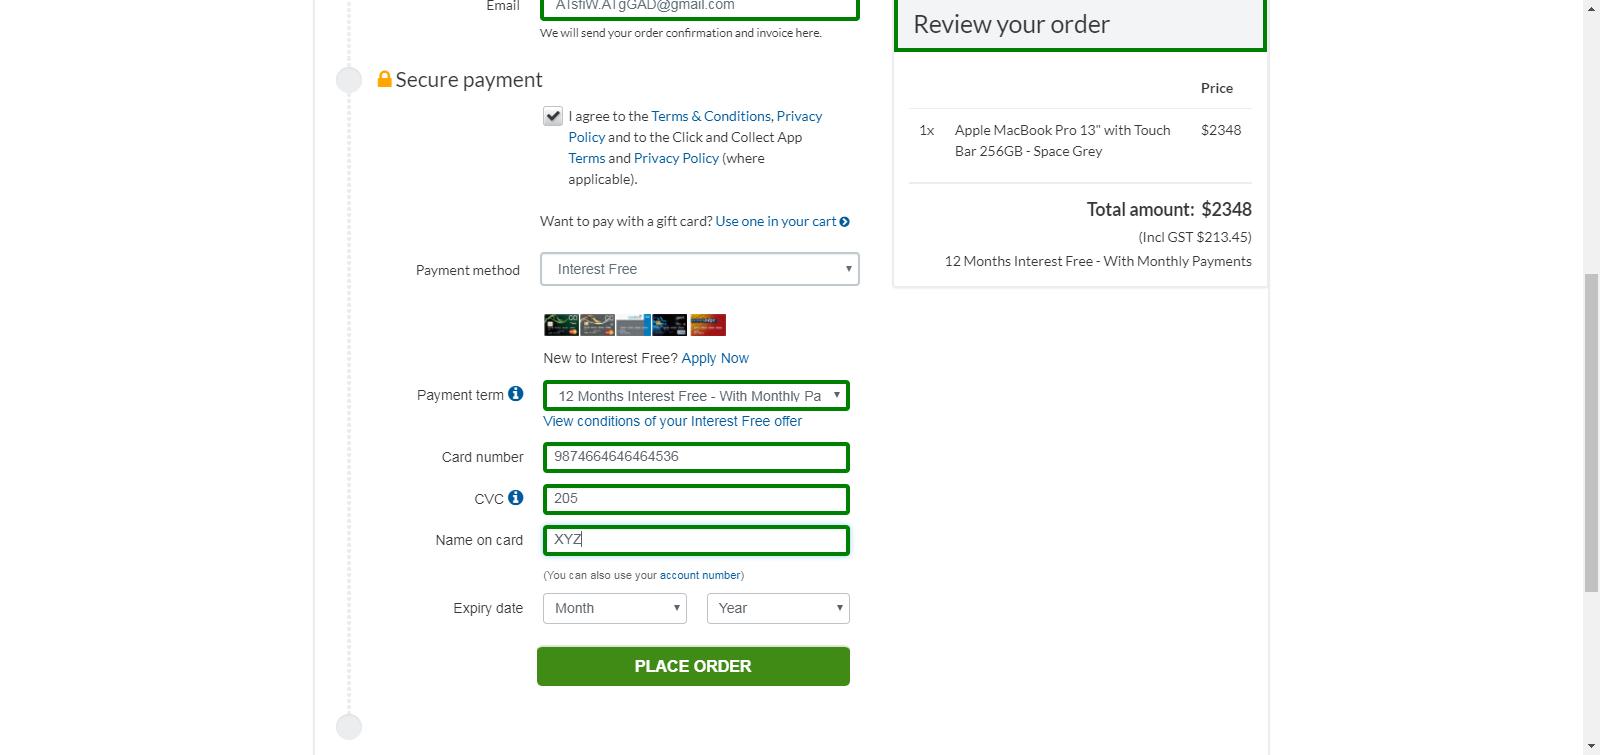 Email
ATsfiW.ATgGAD@gmail.com
We will send your order confirmation and invoice here.
Secure payment
I agree to the Terms & Conditions, Privacy
Policy and to the Click and Collect App
Terms and Privacy Policy (where
applicable).
Want to pay with a gift card? Use one in your cart
Payment method
Interest Free
New to Interest Free? Apply Now
Payment term
12 Months Interest Free - With Monthly Pa
View conditions of your Interest Free offer
Card number
9874664646464536
CVC
205
Name on card
XYZ
(You can also use your account number)
Expiry date
Month
Year
PLACE ORDER
Review your order
Price
1x
Apple MacBook Pro 13" with Touch
$2348
Bar 256GB - Space Grey
Total amount: $2348
(Incl GST $213.45)
12 Months Interest Free - With Monthly Payments